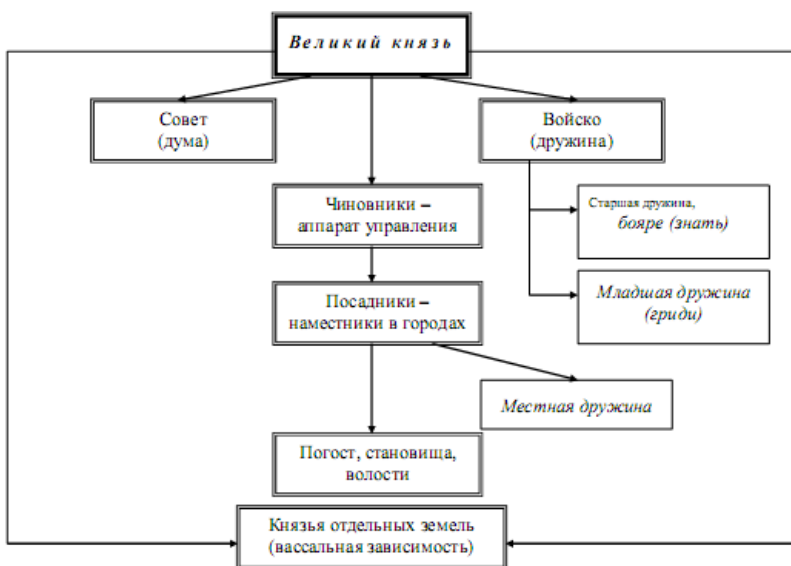 Великий князь
Совет
(дума)
Войско
(дружина)
Чиновники –
аппарат управления
Старшая дружина,
бояре (знать)
Посадники –
наместники в городах
Младшая дружина
(гриди)
Местная дружина
Погост, становища,
волости
Князья отдельных земель
(вассальная зависимость)